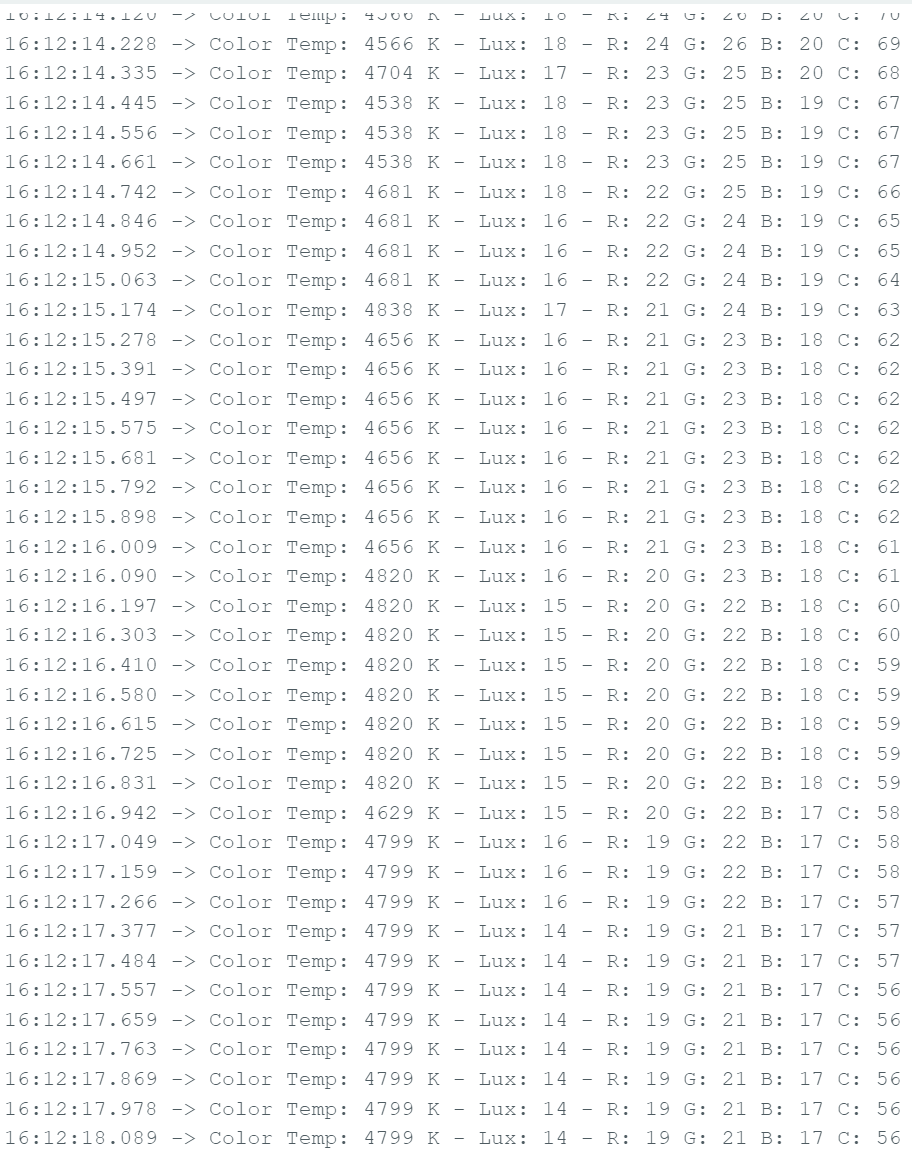 16:12:14.120 -> Color Temp: 4566 K - Lux: 18 - R: 24 G: 26 B: 20 C: 70
16:12:14.228 -> Color Temp: 4566 K - Lux: 18 - R: 24 G: 26 B: 20 C: 69
16:12:14.335 -> Color Temp: 4704 K - Lux: 17 - R: 23 G: 25 B: 20 C: 68
16:12:14.445 -> Color Temp: 4538 K - Lux: 18 - R: 23 G: 25 B: 19 C: 67
16:12:14.556 -> Color Temp: 4538 K - Lux: 18 - R: 23 G: 25 B: 19 C: 67
16:12:14.661 -> Color Temp: 4538 K - Lux: 18 - R: 23 G: 25 B: 19 C: 67
16:12:14.742 -> Color Temp: 4681 K - Lux: 18 - R: 22 G: 25 B: 19 C: 66
16:12:14.846 -> Color Temp: 4681 K - Lux: 16 - R: 22 G: 24 B: 19 C: 65
16:12:14.952 -> Color Temp: 4681 K - Lux: 16 - R: 22 G: 24 B: 19 C: 65
16:12:15.063 -> Color Temp: 4681 K - Lux: 16 - R: 22 G: 24 B: 19 C: 64
16:12:15.174 -> Color Temp: 4838 K - Lux: 17 - R: 21 G: 24 B: 19 C: 63
16:12:15.278 -> Color Temp: 4656 K - Lux: 16 - R: 21 G: 23 B: 18 C: 62
16:12:15.391 -> Color Temp: 4656 K - Lux: 16 - R: 21 G: 23 B: 18 C: 62
16:12:15.497 -> Color Temp: 4656 K - Lux: 16 - R: 21 G: 23 B: 18 C: 62
16:12:15.575 -> Color Temp: 4656 K - Lux: 16 - R: 21 G: 23 B: 18 C: 62
16:12:15.681 -> Color Temp: 4656 K - Lux: 16 - R: 21 G: 23 B: 18 C: 62
16:12:15.792 -> Color Temp: 4656 K - Lux: 16 - R: 21 G: 23 B: 18 C: 62
16:12:15.898 -> Color Temp: 4656 K - Lux: 16 - R: 21 G: 23 B: 18 C: 62
16:12:16.009 -> Color Temp: 4656 K - Lux: 16 - R: 21 G: 23 B: 18 C: 61
16:12:16.090 -> Color Temp: 4820 K - Lux: 16 - R: 20 G: 23 B: 18 C: 61
16:12:16.197 -> Color Temp: 4820 K - Lux: 15 - R: 20 G: 22 B: 18 C: 60
16:12:16.303 -> Color Temp: 4820 K - Lux: 15 - R: 20 G: 22 B: 18 C: 60
16:12:16.410 -> Color Temp: 4820 K - Lux: 15 - R: 20 G: 22 B: 18 C: 59
16:12:16.580 -> Color Temp: 4820 K - Lux: 15 - R: 20 G: 22 B: 18 C: 59
16:12:16.615 -> Color Temp: 4820 K - Lux: 15 - R: 20 G: 22 B: 18 C: 59
16:12:16.725 -> Color Temp: 4820 K - Lux: 15 - R: 20 G: 22 B: 18 C: 59
16:12:16.831 -> Color Temp: 4820 K - Lux: 15 - R: 20 G: 22 B: 18 C: 59
16:12:16.942 -> Color Temp: 4629 K - Lux: 15 - R: 20 G: 22 B: 17 C: 58
16:12:17.049 -> Color Temp: 4799 K - Lux: 16 - R: 19 G: 22 B: 17 C: 58
16:12:17.159 -> Color Temp: 4799 K - Lux: 16 - R: 19 G: 22 B: 17 C: 58
16:12:17.266 -> Color Temp: 4799 K - Lux: 16 - R: 19 G: 22 B: 17 C: 57
16:12:17.377 -> Color Temp: 4799 K - Lux: 14 - R: 19 G: 21 B: 17 C: 57
16:12:17.484 -> Color Temp: 4799 K - Lux: 14 - R: 19 G: 21 B: 17 C: 57
16:12:17.557 -> Color Temp: 4799 K - Lux: 14 - R: 19 G: 21 B: 17 C: 56
16:12:17.659 -> Color Temp: 4799 K - Lux: 14 - R: 19 G: 21 B: 17 C: 56
16:12:17.763 -> Color Temp: 4799 K - Lux: 14 - R: 19 G: 21 B: 17 C: 56
16:12:17.869 -> Color Temp: 4799 K - Lux: 14 - R: 19 G: 21 B: 17 C: 56
16:12:17.978 -> Color Temp: 4799 K - Lux: 14 - R: 19 G: 21 B: 17 C: 56
16:12:18.089 -> Color Temp: 4799 K - Lux: 14 - R: 19 G: 21 B: 17 C: 56